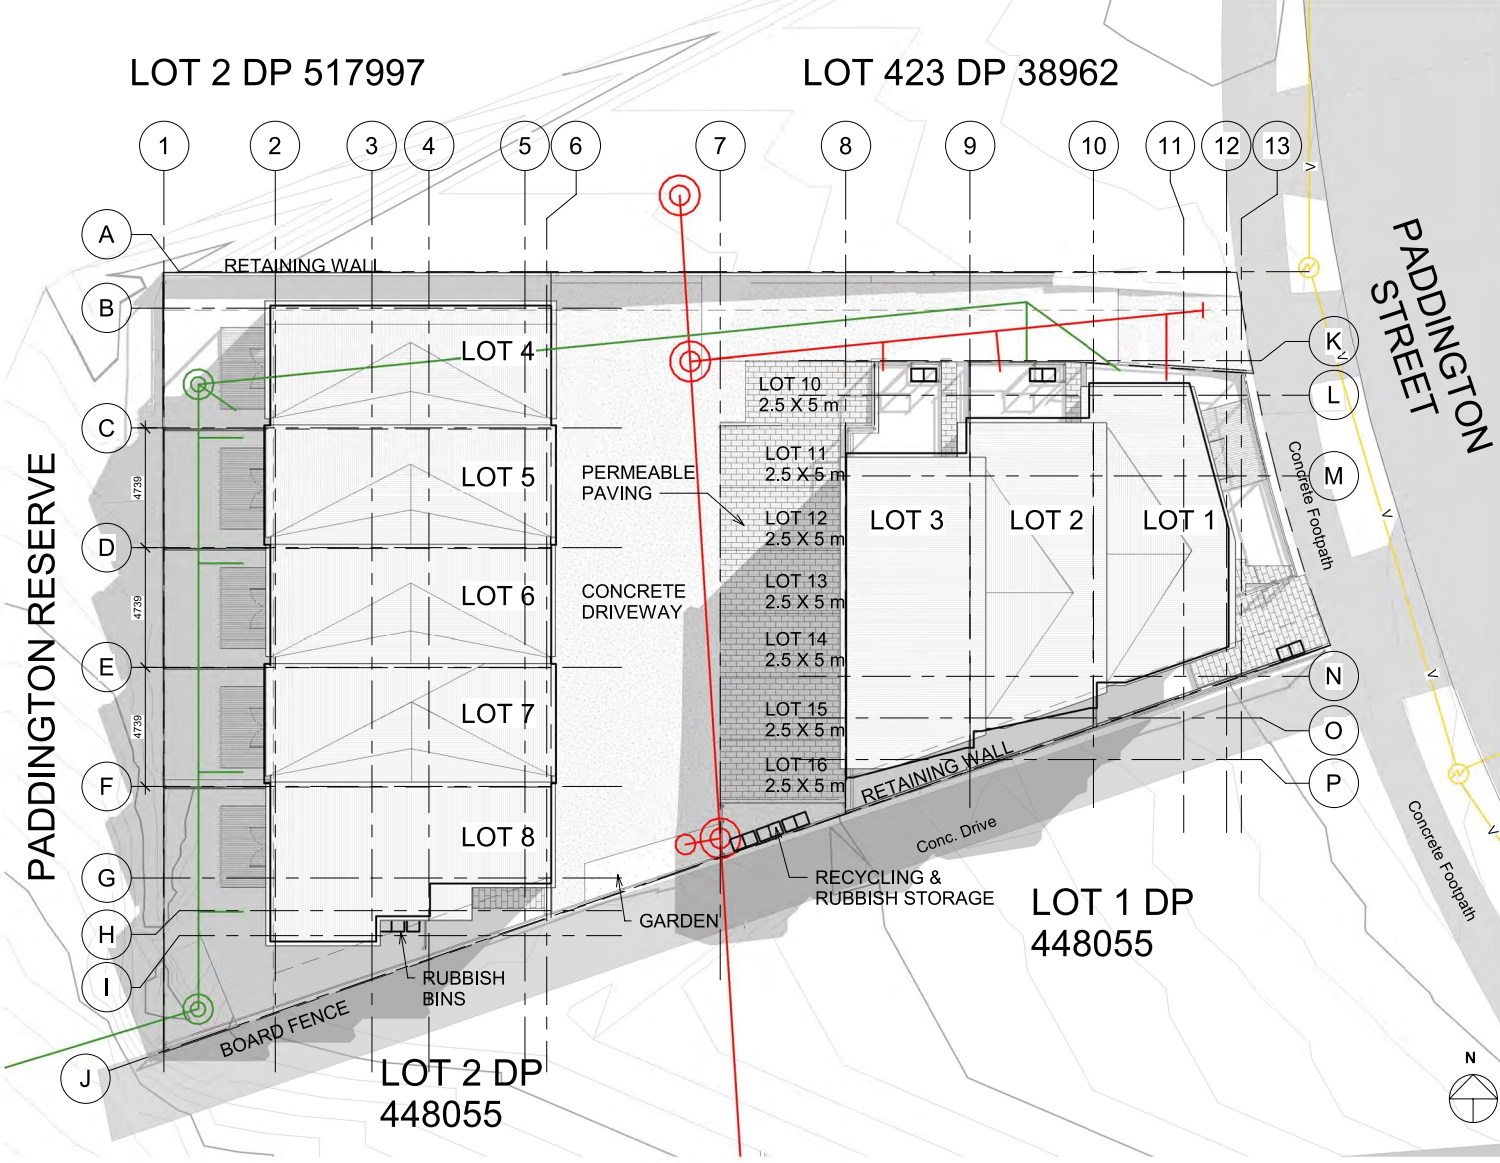 LOT 2 DP 517997
LOT 423 DP 38962
1
2
3
4
5
6
7
8
9
10
11
12
13
V
PADDINGTON
STREET
A
RETAINING WALL
B
K
V
LOT 4
LOT 10
2.5 X 5 m
L
C
PADDINGTON RESERVE
4739
LOT 5
PERMEABLE
PAVING
LOT 11
2.5 X 5 m
M
Concrete Footpath
LOT 12
2.5 X 5 m
LOT 3
LOT 2
LOT 1
V
D
4739
LOT 6
CONCRETE
DRIVEWAY
LOT 13
2.5 X 5 m
LOT 14
2.5 X 5 m
E
N
V
4739
LOT 7
LOT 15
2.5 X 5 m
O
F
LOT 16
2.5 X 5 m
RETAINING WALL
P
LOT 8
Conc. Drive
Concrete Footpath
V
G
RECYCLING &
RUBBISH STORAGE
LOT 1 DP
448055
H
GARDEN
I
RUBBISH
BINS
BOARD FENCE
J
LOT 2 DP
448055
N